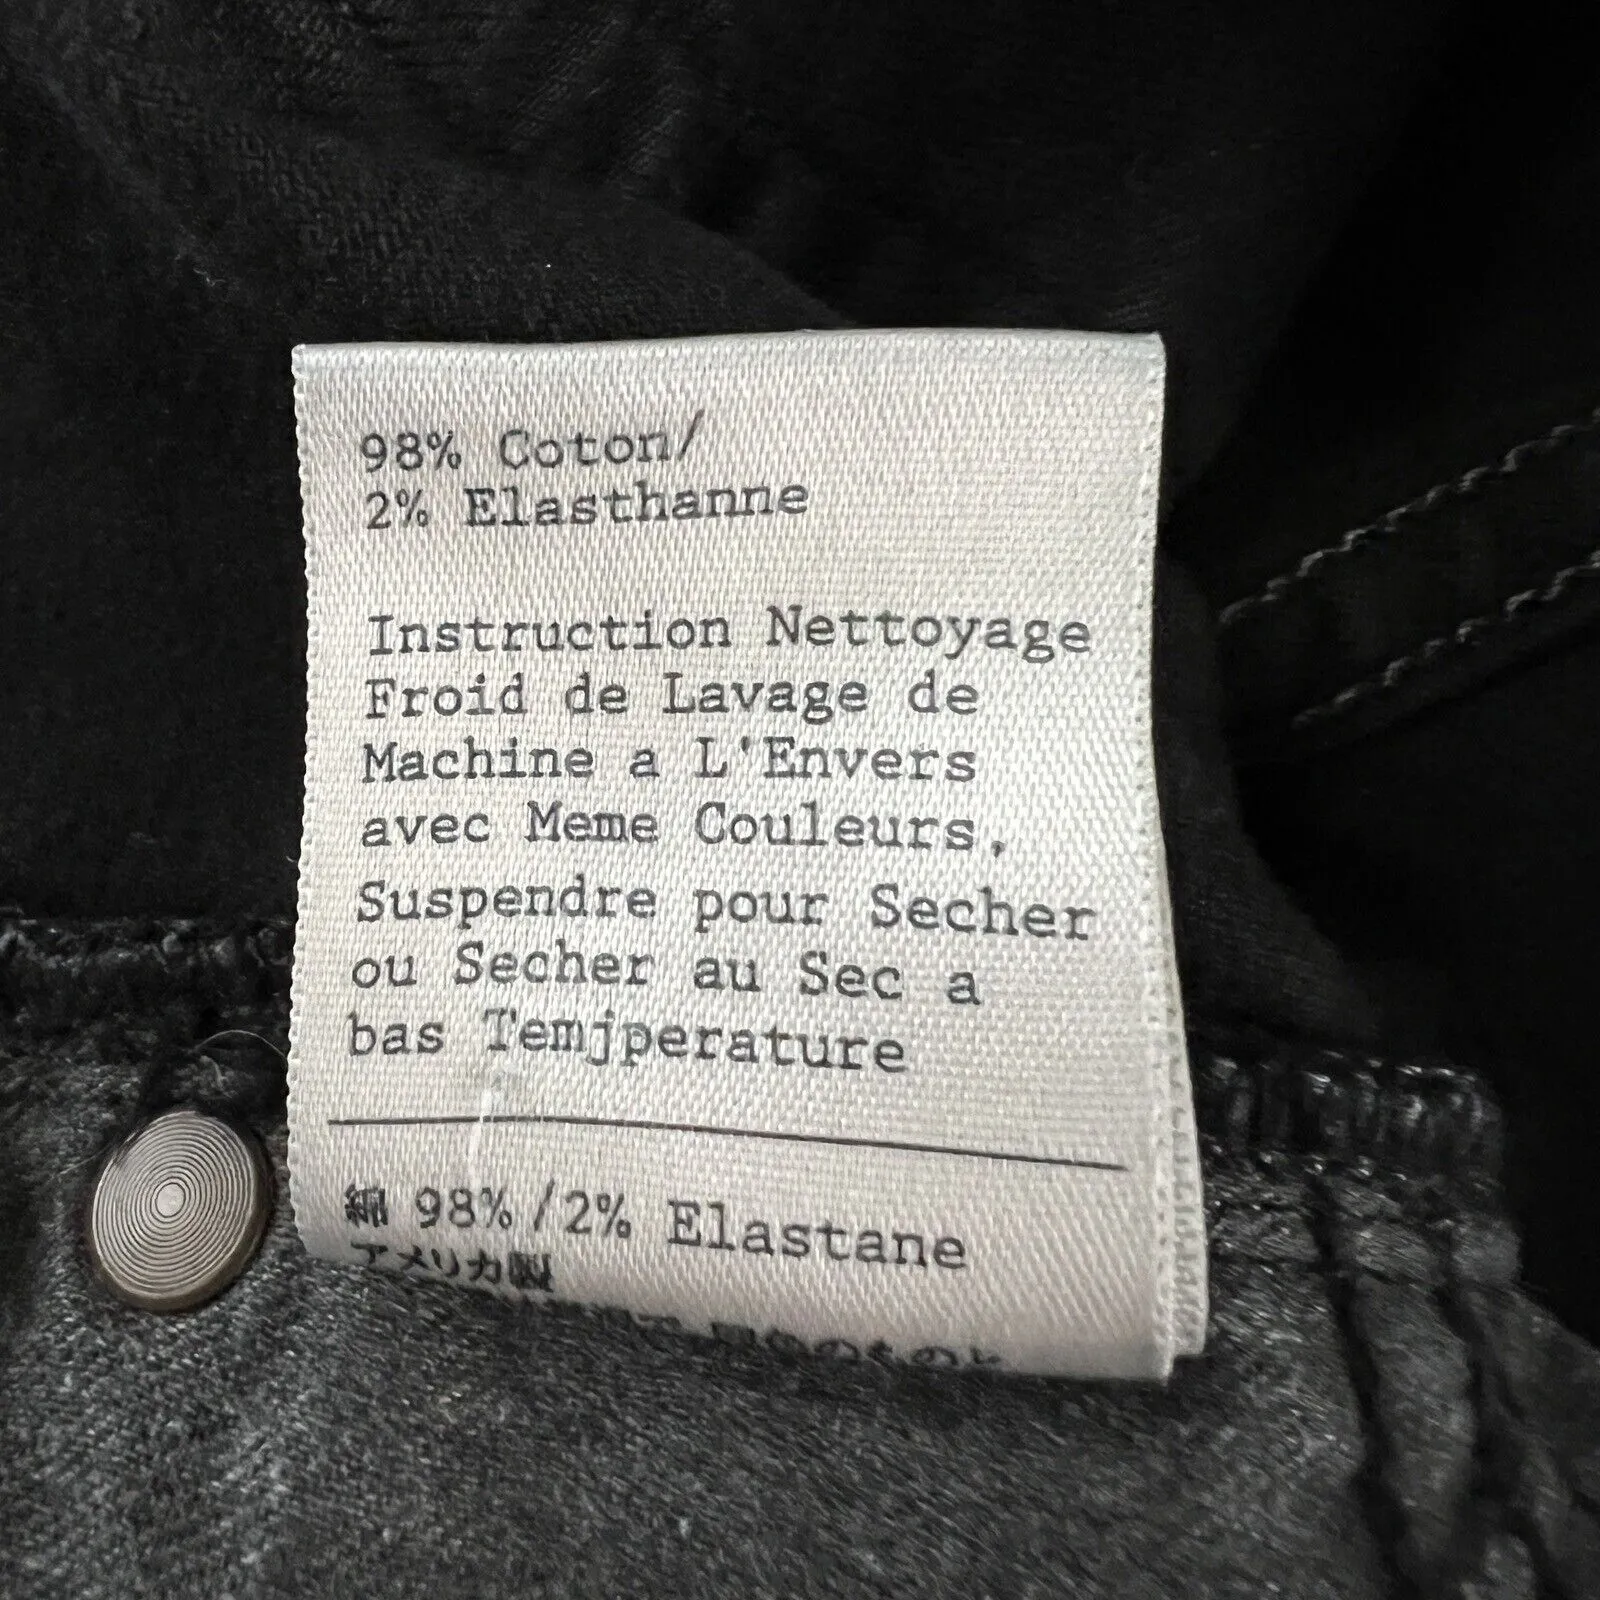 98% Coton/
2% Elasthanne
Instruction Nettoyage
Froid de Lavage de
Machine a L'Envers
avec Meme Couleurs,
Suspendre pour Secher
ou Secher au Sec a
bas Temjperature
綿 98%/2% Elastane
アメリカ製